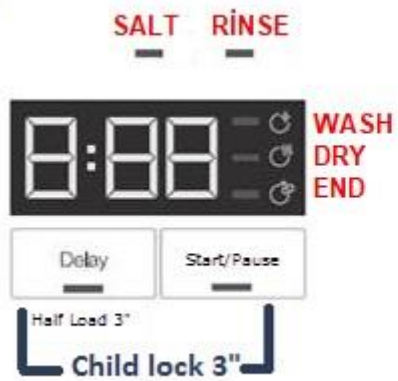 SALT RİNSE
8:88
WASH
DRY
END
Delay Start/Pause
Half Load 3"
Child lock 3"